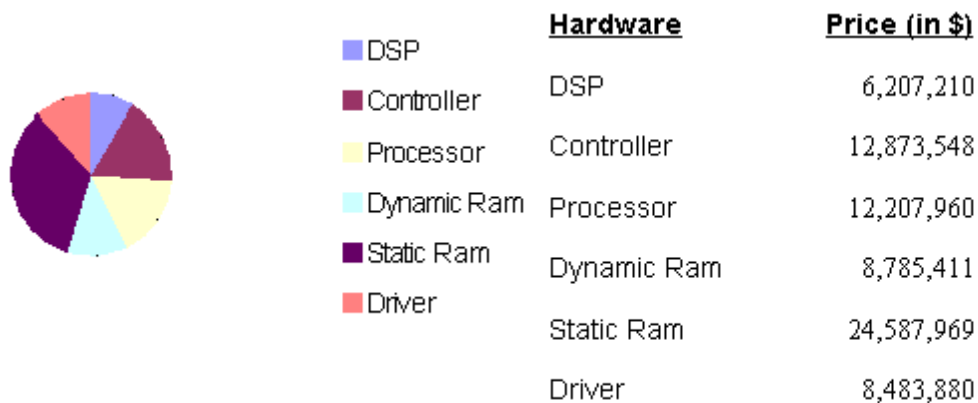 DSP
Controller
Processor
Dynamic Ram
Static Ram
Driver
Hardware Price (in $)
DSP 6,207,210
Controller 12,873,548
Processor 12,207,960
Dynamic Ram 8,785,411
Static Ram 24,587,969
Driver 8,483,880